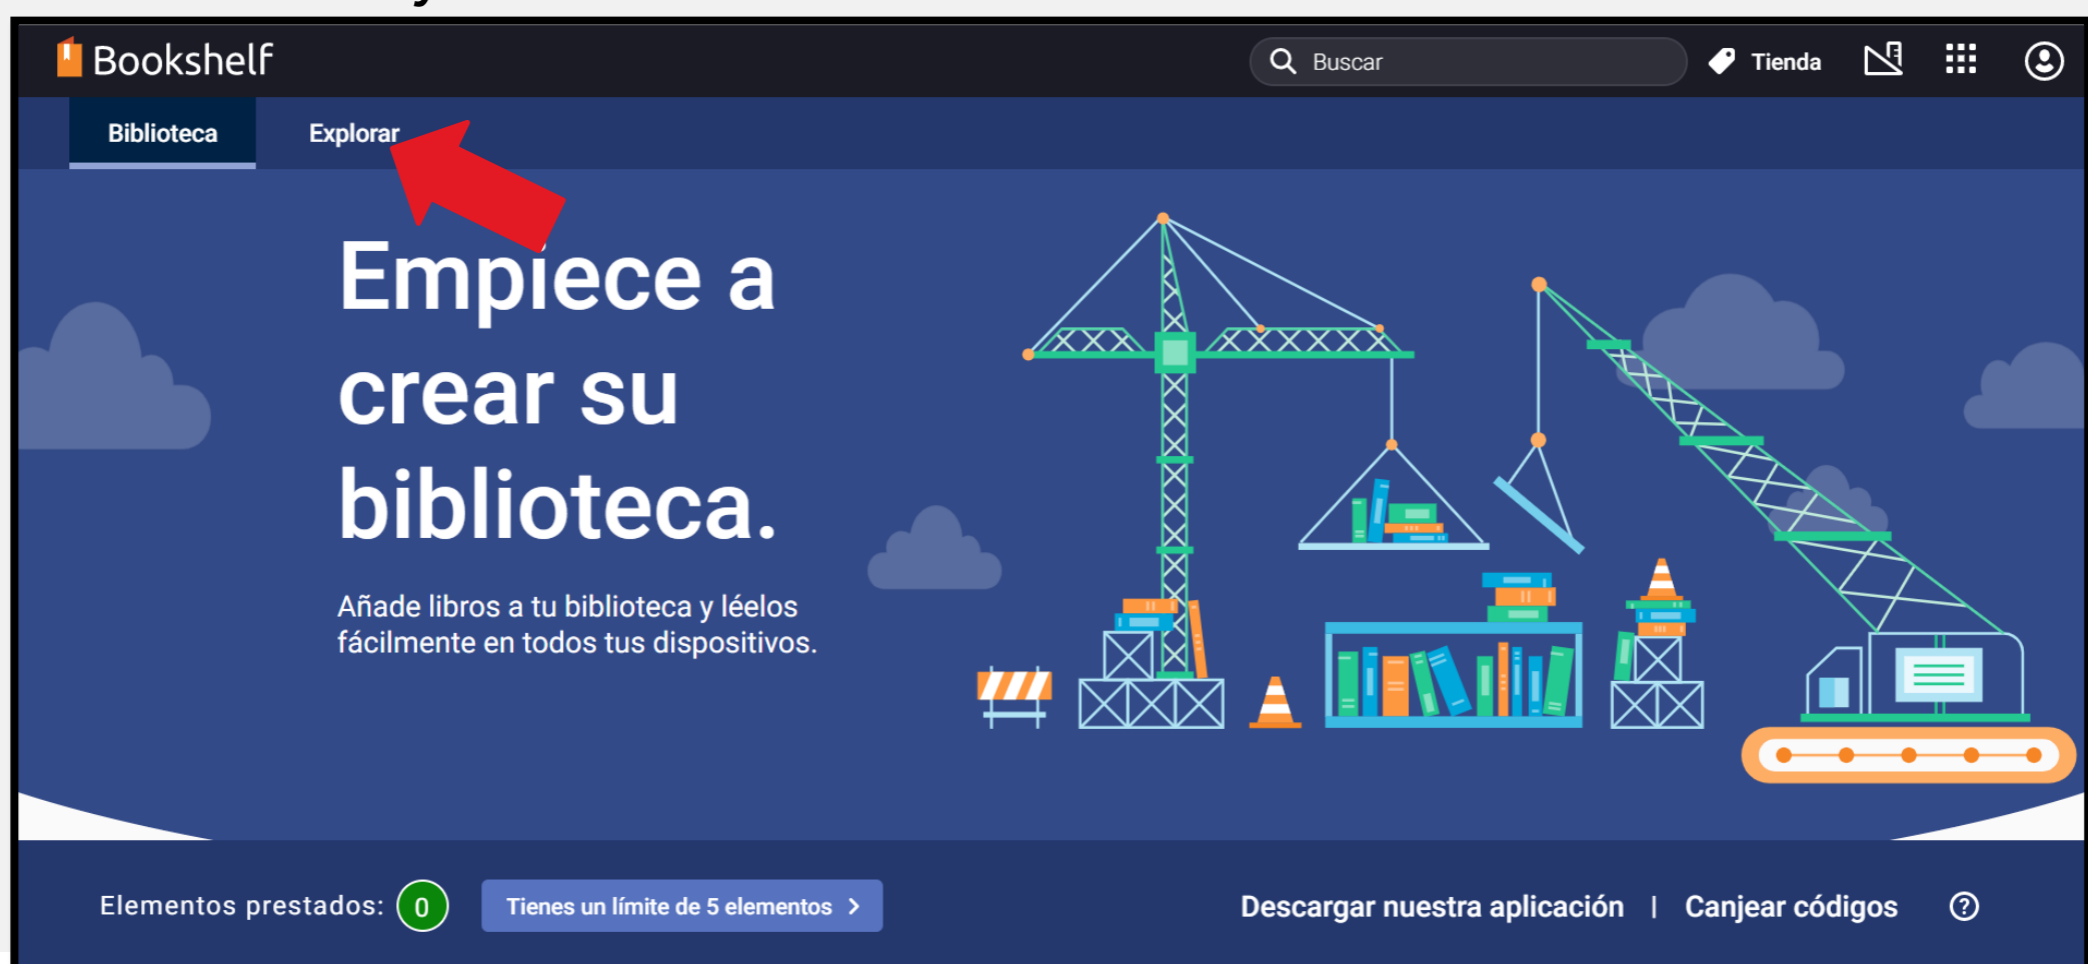 Bookshelf
Buscar
Tienda
Biblioteca
Explorar
Empiece a
crear su
biblioteca.
Añade libros a tu biblioteca y léelos
fácilmente en todos tus dispositivos.
Elementos prestados: 0
Tienes un límite de 5 elementos >
Descargar nuestra aplicación | Canjear códigos ?